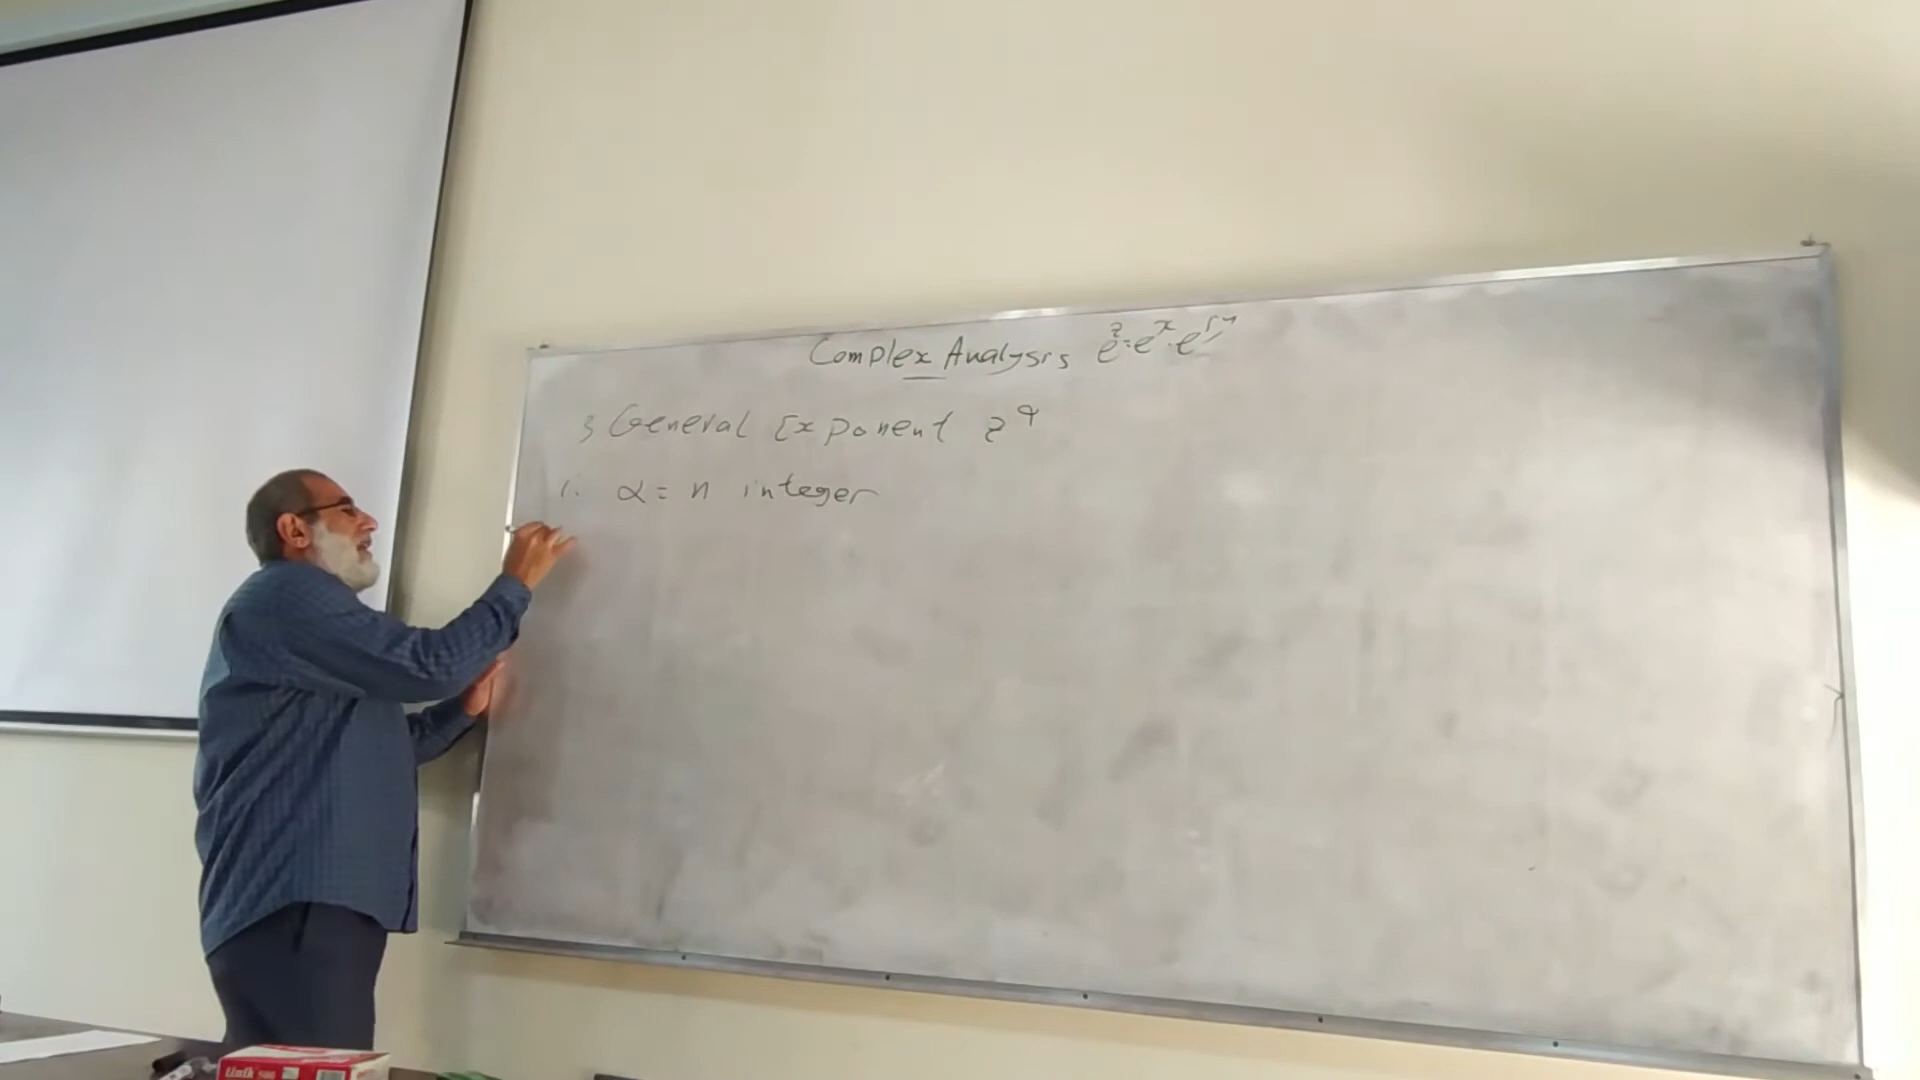 Complex Analysis e^z = e^x . e^iy
3 General Exponent z^α
1. α = n integer